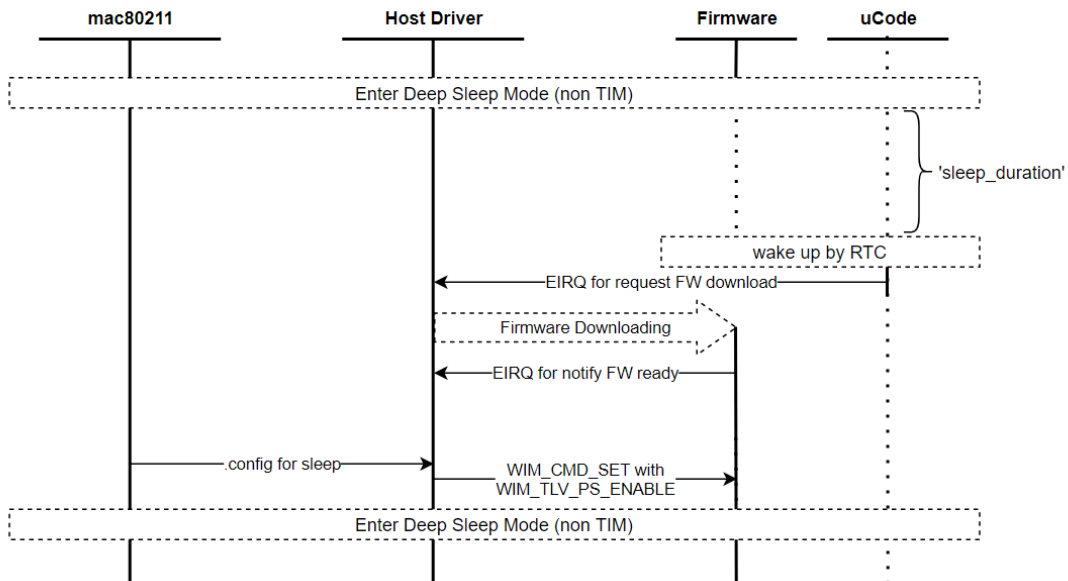 mac80211
Host Driver
Firmware
uCode
Enter Deep Sleep Mode (non TIM)
'sleep_duration'
wake up by RTC
EIRQ for request FW download
Firmware Downloading
EIRQ for notify FW ready
.config for sleep
WIM_CMD_SET with
WIM_TLV_PS_ENABLE
Enter Deep Sleep Mode (non TIM)